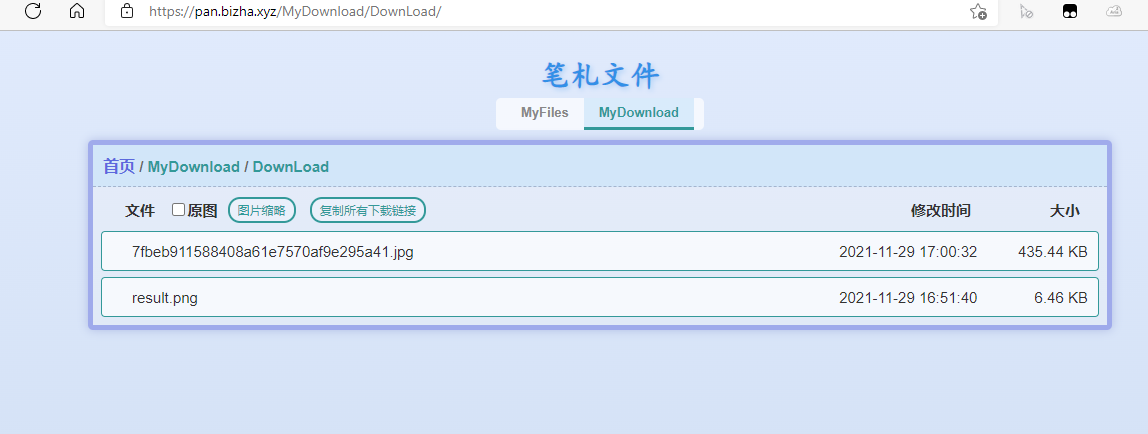 https://pan.bizha.xyz/MyDownload/DownLoad/
笔札文件
MyFiles MyDownload
首页 / MyDownload / DownLoad
文件 原图 图片缩略 复制所有下载链接 修改时间 大小
7fbeb911588408a61e7570af9e295a41.jpg 2021-11-29 17:00:32 435.44 KB
result.png 2021-11-29 16:51:40 6.46 KB